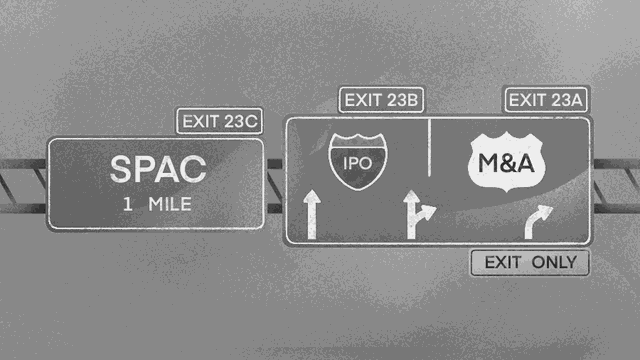 EXIT 23C
SPAC
1 MILE
EXIT 23B
IPO
EXIT 23A
M&A
EXIT ONLY